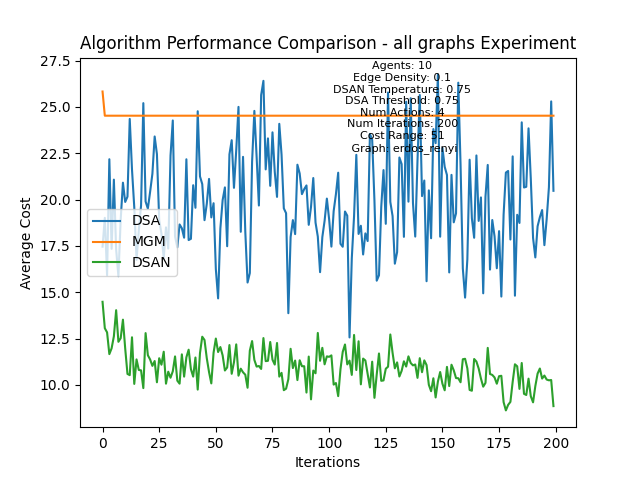 Algorithm Performance Comparison - all graphs Experiment
Agents: 10
Edge Density: 0.1
DSAN Temperature: 0.75
DSA Threshold: 0.75
Num Actions: 4
Num Iterations: 200
Cost Range: 51
Graph: erdos_renyi
27.5
25.0
22.5
20.0
17.5
15.0
12.5
10.0
Average Cost
DSA
MGM
DSAN
0
25
50
75
100
125
150
175
200
Iterations